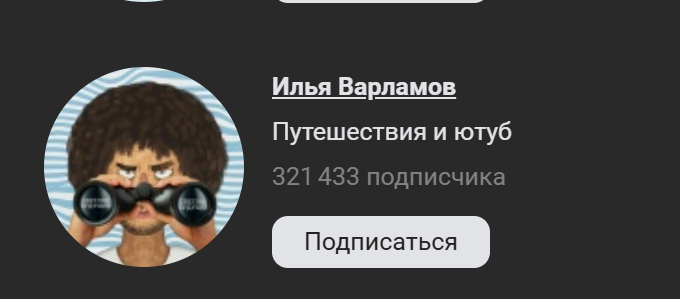 Илья Варламов
Путешествия и ютуб
321 433 подписчика
Подписаться